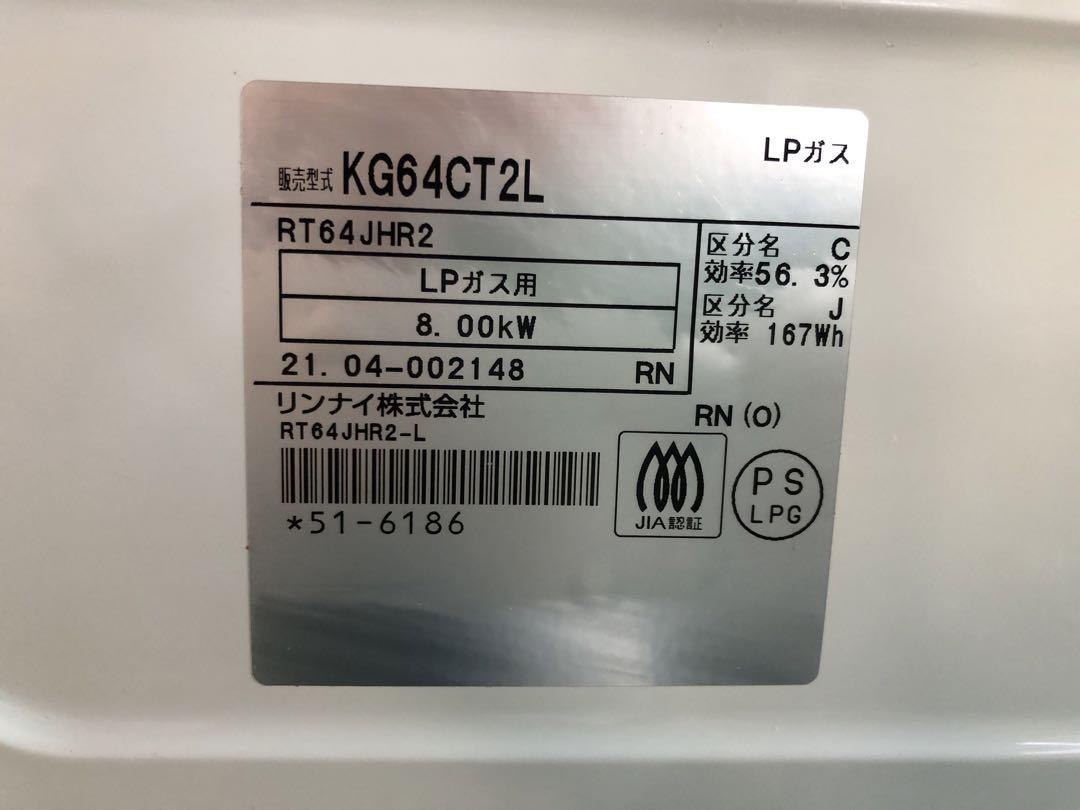 LPガス
販売型式 KG64CT2L
RT64JHR2
LPガス用
8.00kW
21.04-002148 RN
区分名 C
効率56.3%
区分名 J
効率 167Wh
リンナイ株式会社
RT64JHR2-L
*51-6186
RN(O)
JIA認証
PS
LPG